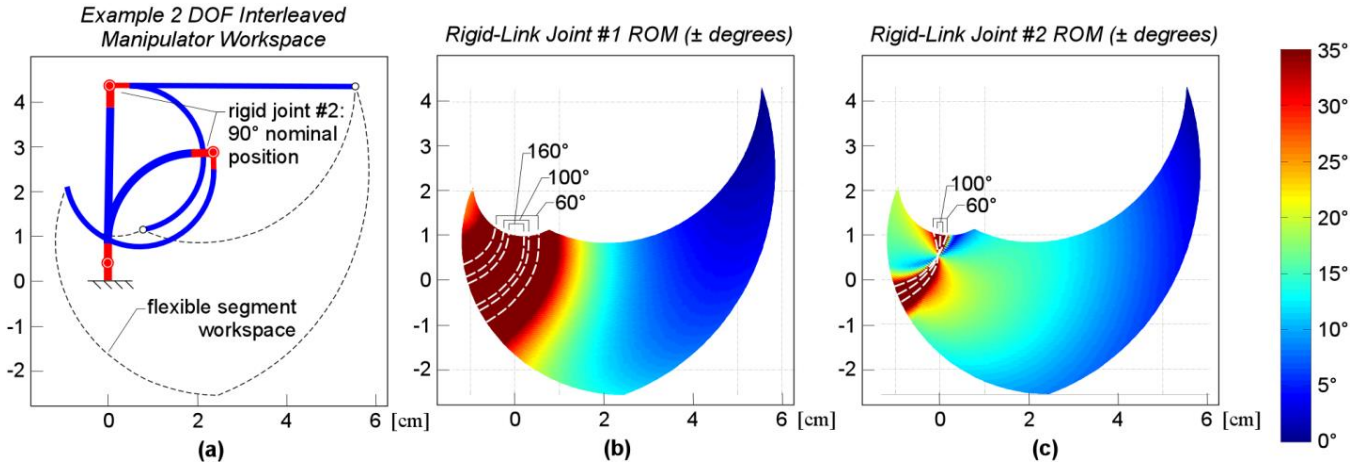 Example 2 DOF Interleaved
Manipulator Workspace
4
3
2
1
0
-1
-2
rigid joint #2:
90° nominal
position
flexible segment
workspace
0 2 4 6 [cm]
(a)
Rigid-Link Joint #1 ROM (± degrees)
4
3
2
1
0
-1
-2
160°
100°
60°
0 2 4 6 [cm]
(b)
Rigid-Link Joint #2 ROM (± degrees)
4
3
2
1
0
-1
-2
100°
60°
0 2 4 6 [cm]
(c)
35°
30°
25°
20°
15°
10°
5°
0°